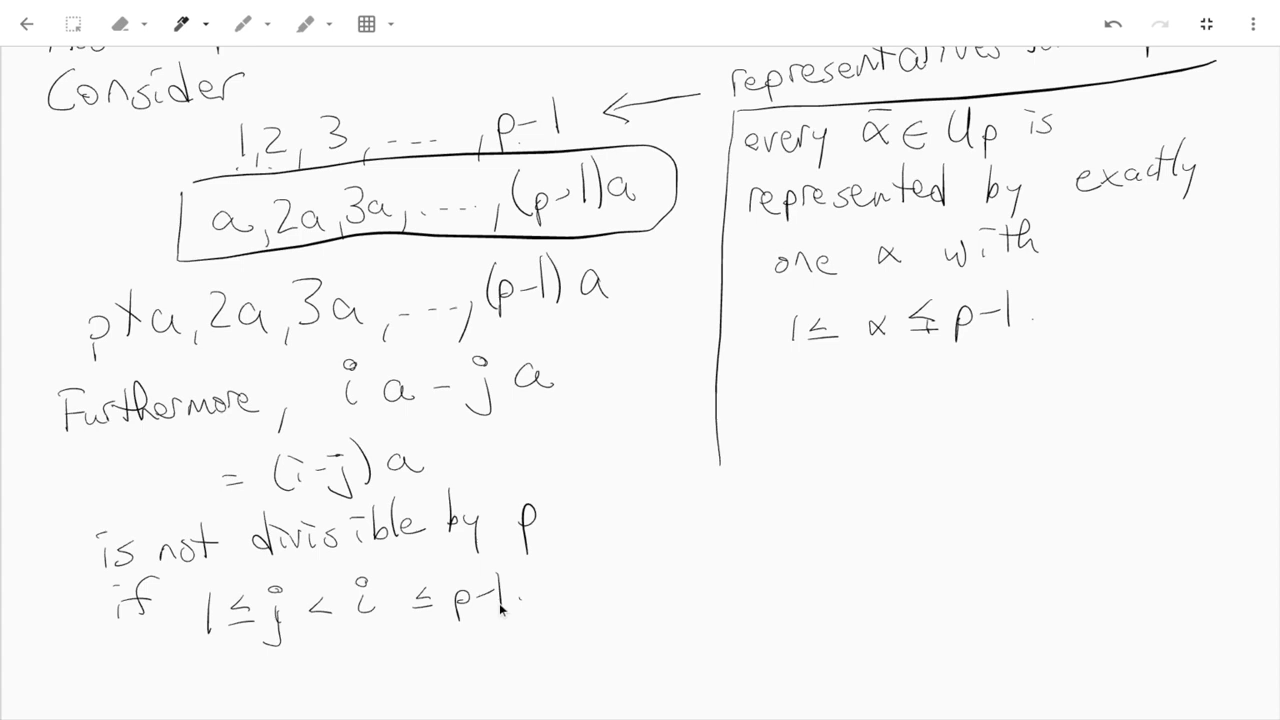 Consider
1, 2, 3, ----, p-1 ←
a, 2a, 3a, ----, (p-1)a
p∤a, 2a, 3a, ---, (p-1)a
Furthermore, ia - ja
= (i-j)a
is not divisible by p
if 1 ≤ j < i ≤ p-1.
representatives
every ᾱ ∈ Up is
represented by exactly
one α with
1 ≤ α ≤ p-1.